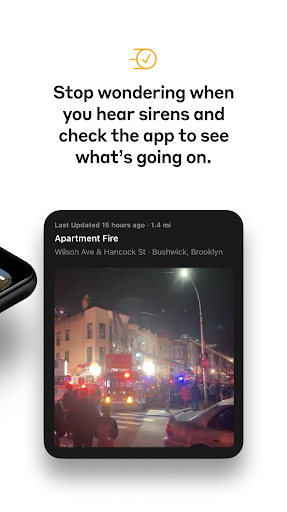 Stop wondering when
you hear sirens and
check the app to see
what's going on.
Last Updated 15 hours ago · 1.4 mi
Apartment Fire
Wilson Ave & Hancock St · Bushwick, Brooklyn